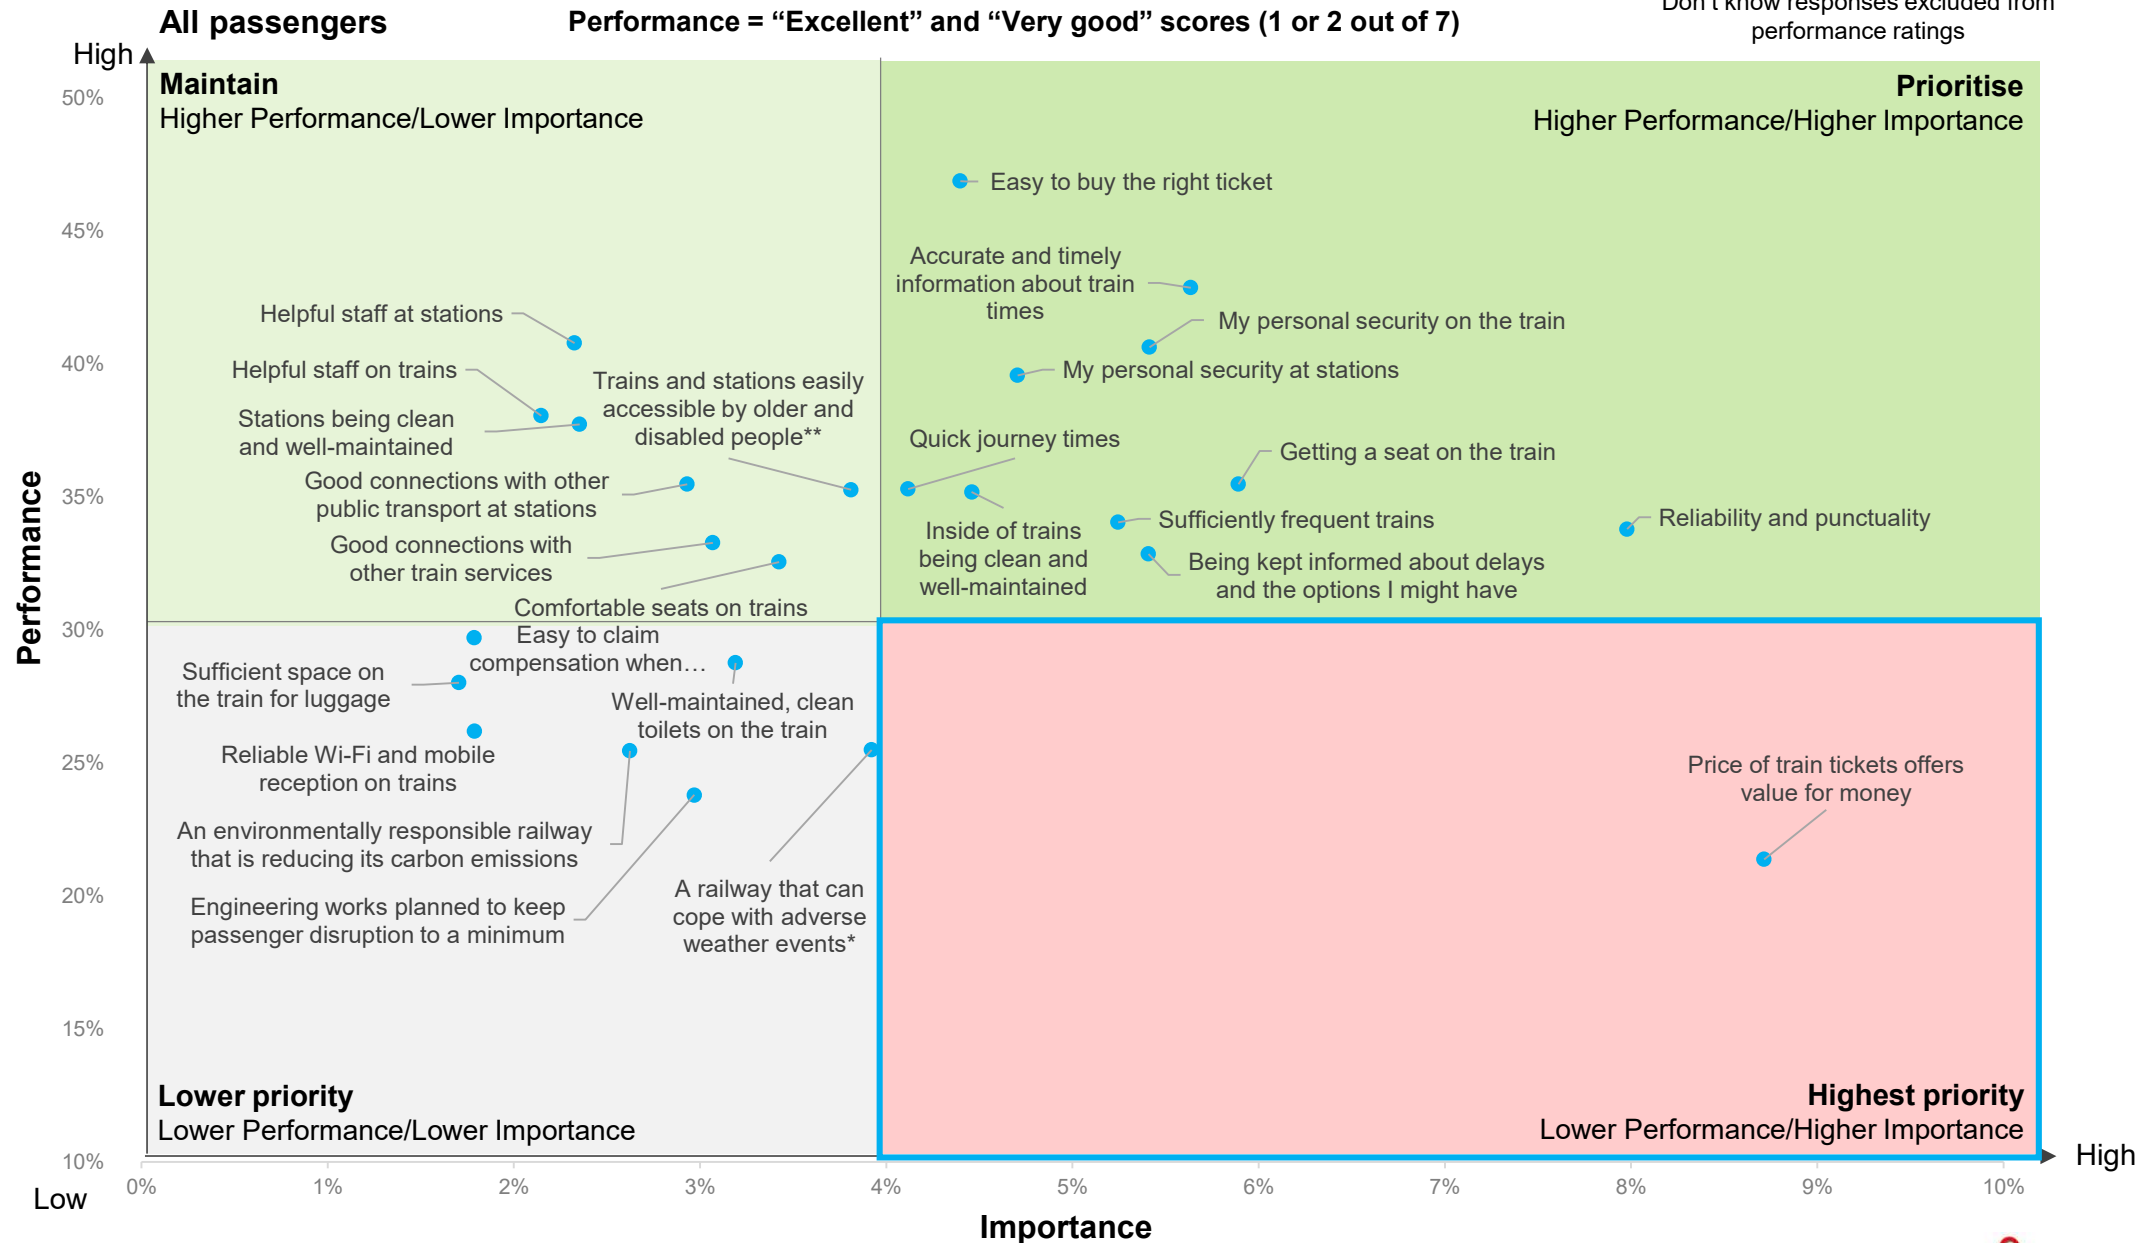 Don't know responses excluded from
performance ratings
All passengers
Performance = “Excellent” and “Very good” scores (1 or 2 out of 7)
High
Maintain
Higher Performance/Lower Importance
Prioritise
Higher Performance/Higher Importance
50%
45%
40%
35%
30%
25%
20%
15%
10%
Performance
Easy to buy the right ticket
Accurate and timely
information about train
times
My personal security on the train
My personal security at stations
Quick journey times
Getting a seat on the train
Inside of trains
being clean and
well-maintained
Sufficiently frequent trains
Being kept informed about delays
and the options I might have
Reliability and punctuality
Helpful staff at stations
Helpful staff on trains
Trains and stations easily
accessible by older and
disabled people**
Stations being clean
and well-maintained
Good connections with other
public transport at stations
Good connections with
other train services
Comfortable seats on trains
Easy to claim
compensation when…
Sufficient space on
the train for luggage
Well-maintained, clean
toilets on the train
Reliable Wi-Fi and mobile
reception on trains
An environmentally responsible railway
that is reducing its carbon emissions
Engineering works planned to keep
passenger disruption to a minimum
A railway that can
cope with adverse
weather events*
Price of train tickets offers
value for money
Lower priority
Lower Performance/Lower Importance
Highest priority
Lower Performance/Higher Importance
High
Low
0%
1%
2%
3%
4%
5%
6%
7%
8%
9%
10%
Importance